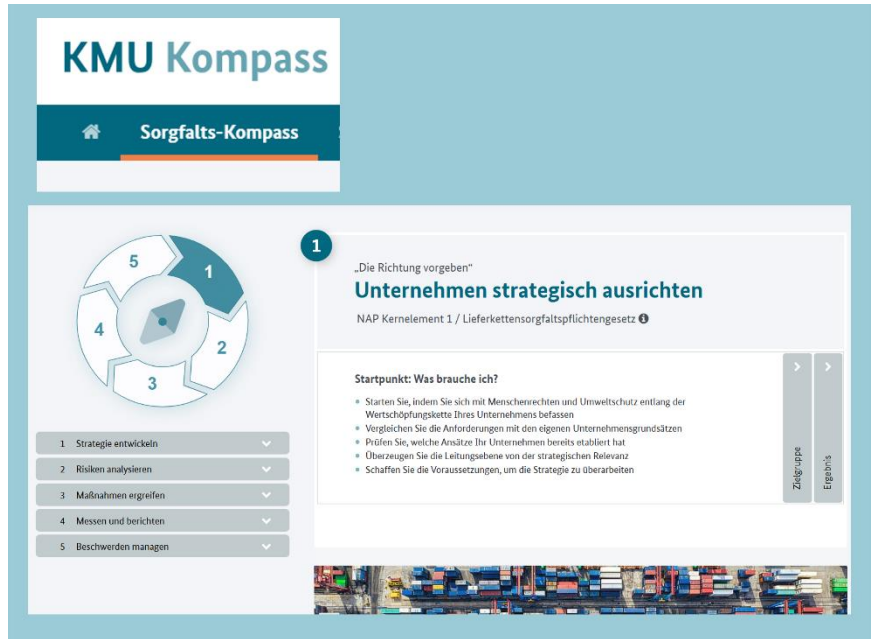 KMU Kompass
Sorgfalts-Kompass
5
1
4
2
3
1 Strategie entwickeln
2 Risiken analysieren
3 Maßnahmen ergreifen
4 Messen und berichten
5 Beschwerden managen
1
„Die Richtung vorgeben“
Unternehmen strategisch ausrichten
NAP Kernelement 1 / Lieferkettensorgfaltspflichtengesetz
Startpunkt: Was brauche ich?
Starten Sie, indem Sie sich mit Menschenrechten und Umweltschutz entlang der
Wertschöpfungskette Ihres Unternehmens befassen
Vergleichen Sie die Anforderungen mit den eigenen Unternehmensgrundsätzen
Prüfen Sie, welche Ansätze Ihr Unternehmen bereits etabliert hat
Überzeugen Sie die Leitungsebene von der strategischen Relevanz
Schaffen Sie die Voraussetzungen, um die Strategie zu überarbeiten
Zielgruppe
Ergebnis